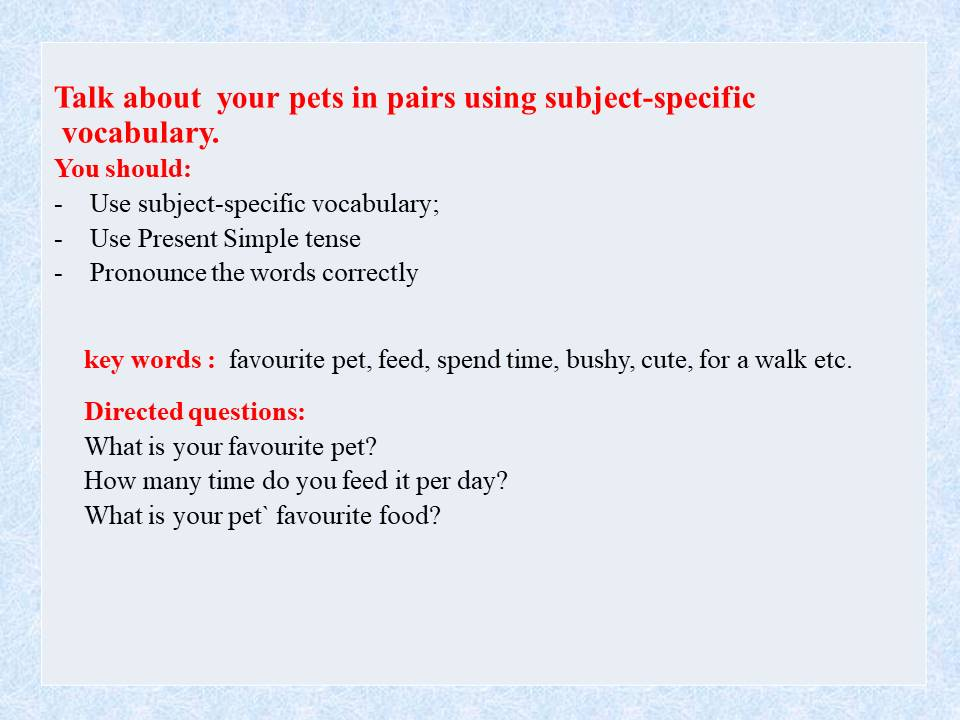 Talk about  your pets in pairs using subject-specific
vocabulary.
You should:
- Use subject-specific vocabulary;
- Use Present Simple tense
- Pronounce the words correctly
key words :  favourite pet, feed, spend time, bushy, cute, for a walk etc.
Directed questions:
What is your favourite pet?
How many time do you feed it per day?
What is your pet` favourite food?